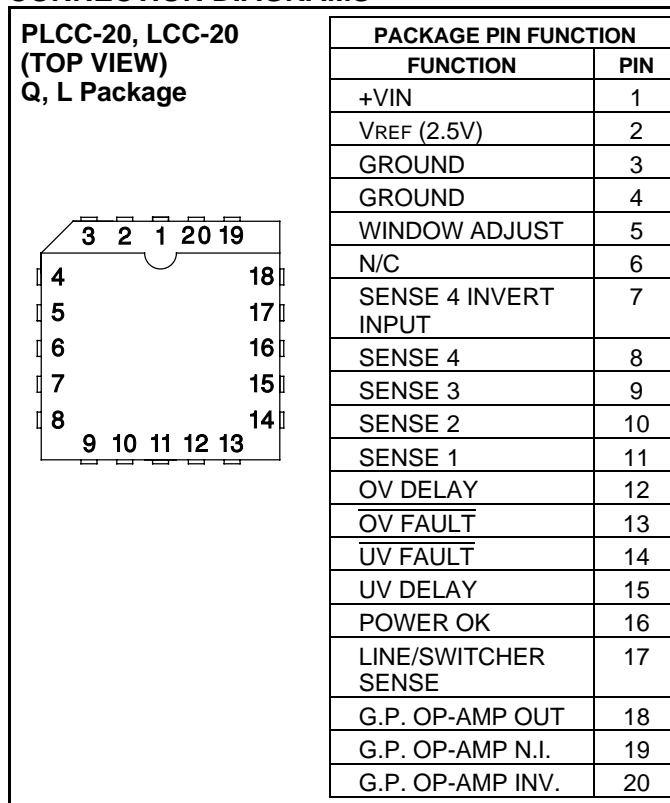 PLCC-20, LCC-20
(TOP VIEW)
Q, L Package
3 2 1 20 19
4 18
5 17
6 16
7 15
8 14
9 10 11 12 13
PACKAGE PIN FUNCTION
FUNCTION PIN
+VIN 1
VREF (2.5V) 2
GROUND 3
GROUND 4
WINDOW ADJUST 5
N/C 6
SENSE 4 INVERT 7
INPUT
SENSE 4 8
SENSE 3 9
SENSE 2 10
SENSE 1 11
OV DELAY 12
OV FAULT 13
UV FAULT 14
UV DELAY 15
POWER OK 16
LINE/SWITCHER 17
SENSE
G.P. OP-AMP OUT 18
G.P. OP-AMP N.I. 19
G.P. OP-AMP INV. 20